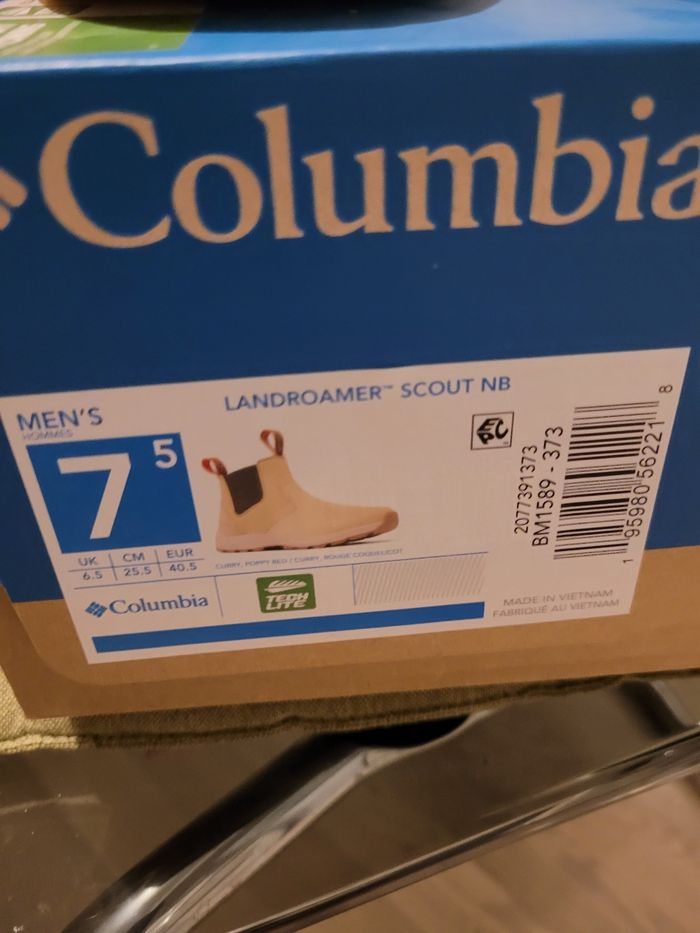 Columbia
MEN'S
HOMMES
LANDROAMER™ SCOUT NB
7 5
UK CM EUR
6.5 25.5 40.5
CURRY, POPPY RED / CURRY, ROUGE COQUELICOT
Columbia
TECH
LITE
2077391373
BM1589 - 373
1 95980 56221 8
MADE IN VIETNAM
FABRIQUÉ AU VIETNAM